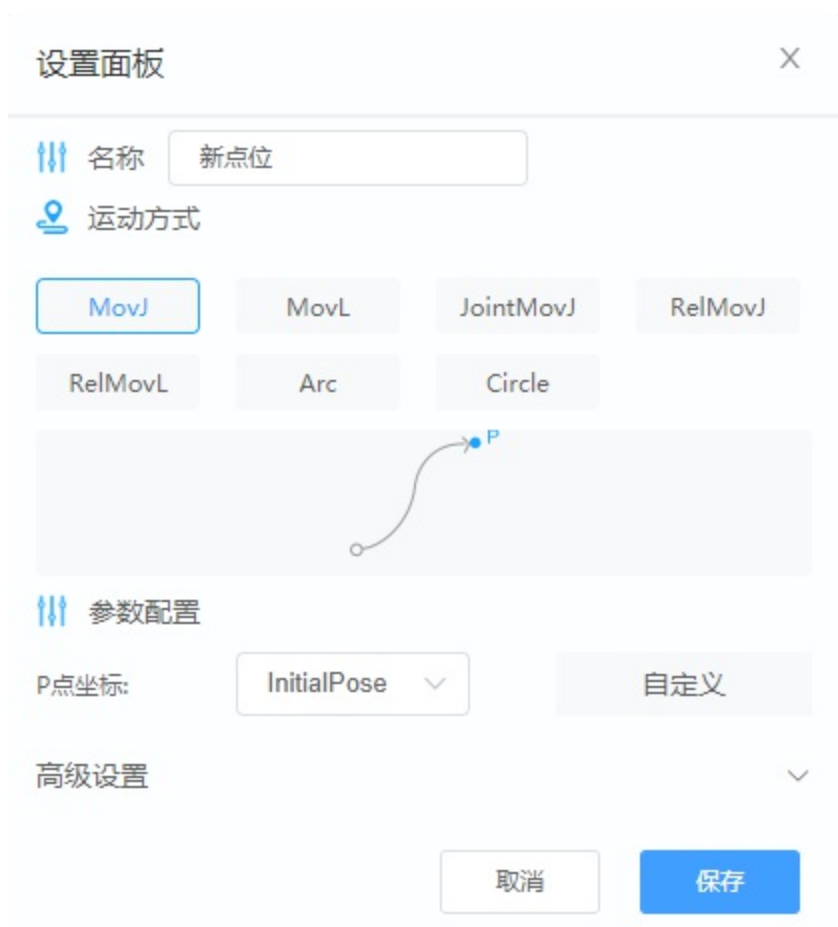 设置面板
名称 新点位
运动方式
MovJ MovL JointMovJ RelMovJ
RelMovL Arc Circle
P
参数配置
P点坐标: InitialPose 自定义
高级设置
取消 保存